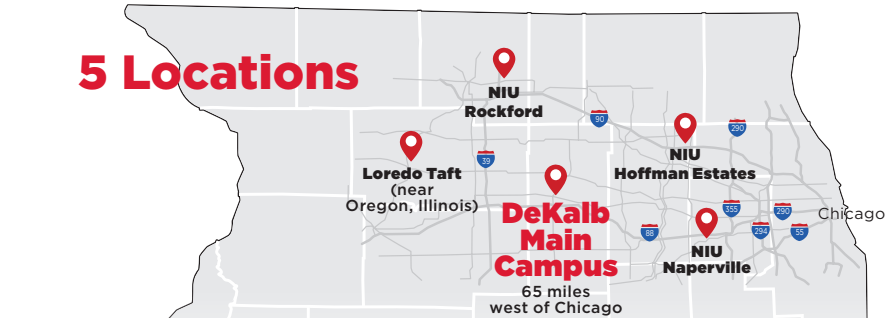 5 Locations
NIU
Rockford
90
290
NIU
Hoffman Estates
39
Loredo Taft
(near
Oregon, Illinois)
DeKalb
Main
Campus
65 miles
west of Chicago
88
355
290
Chicago
294
55
NIU
Naperville